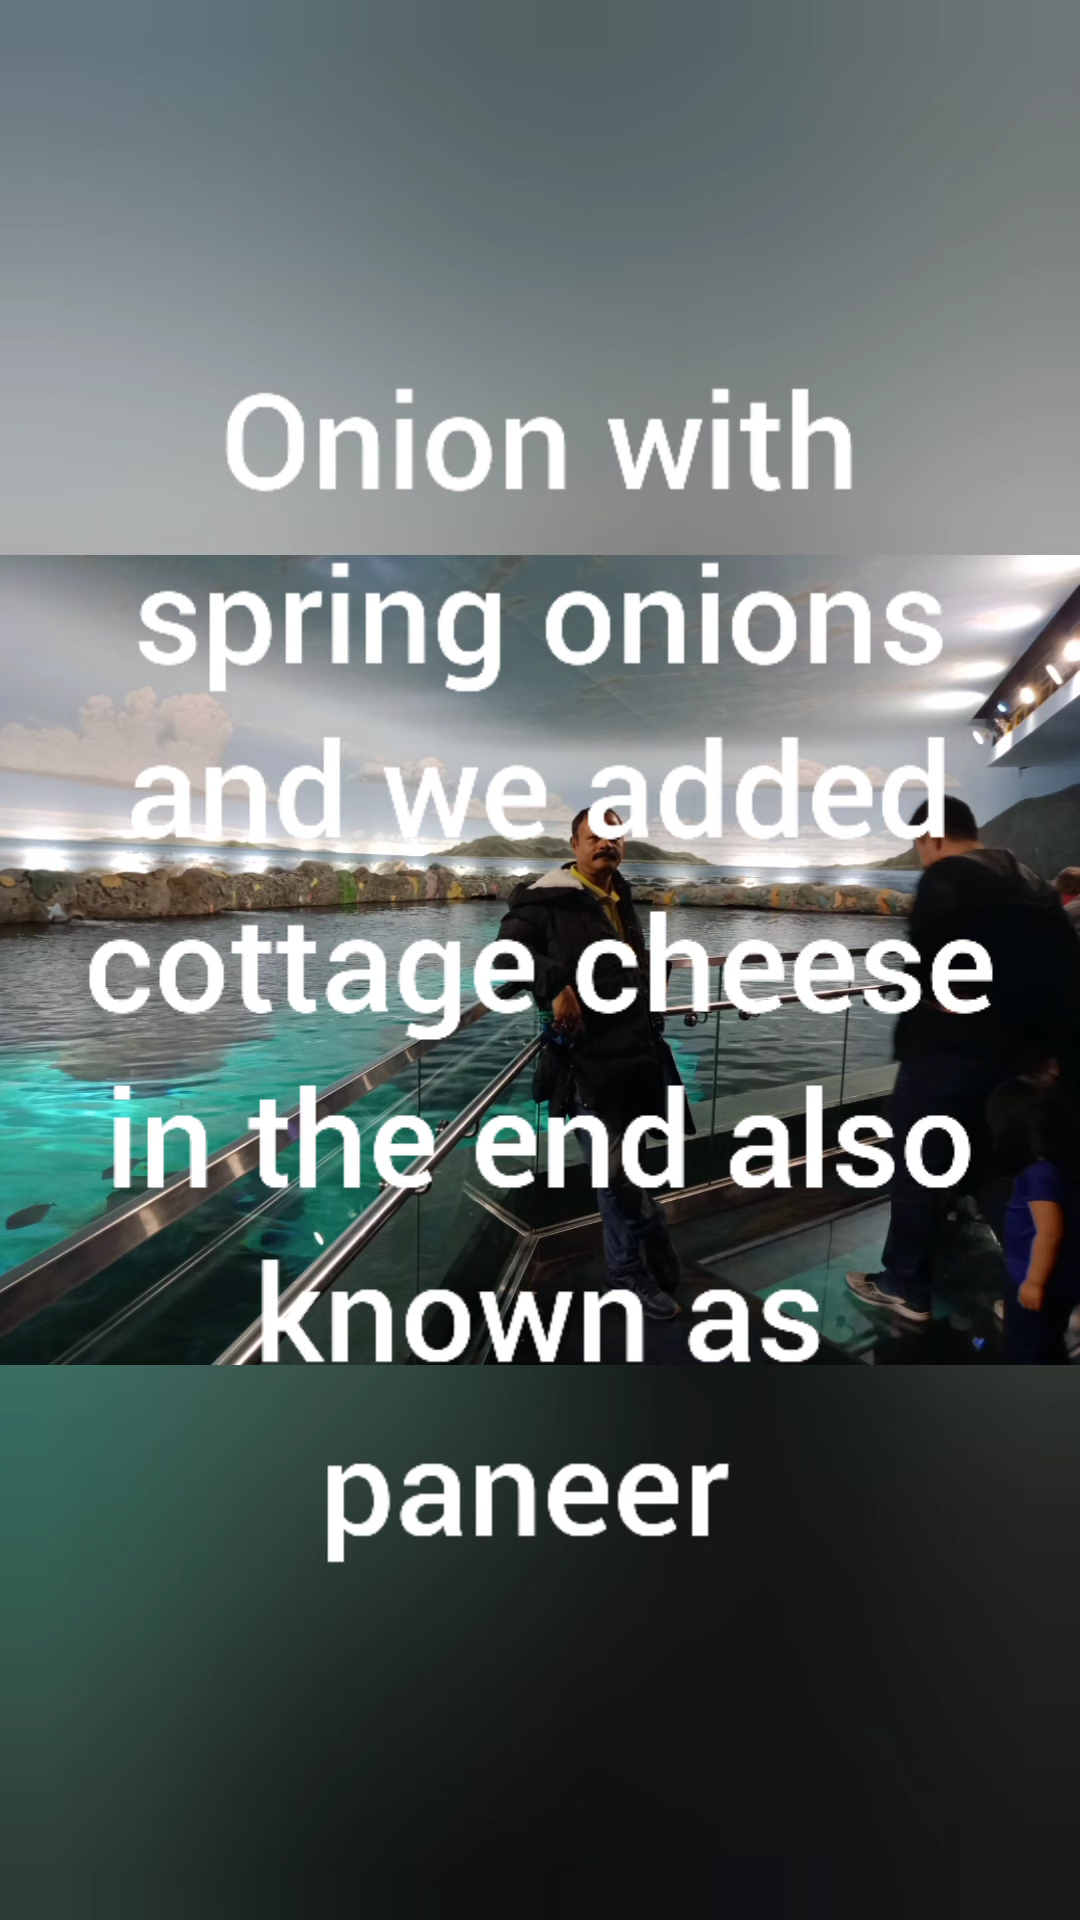 Onion with
spring onions
and we added
cottage cheese
in the end also
known as
paneer